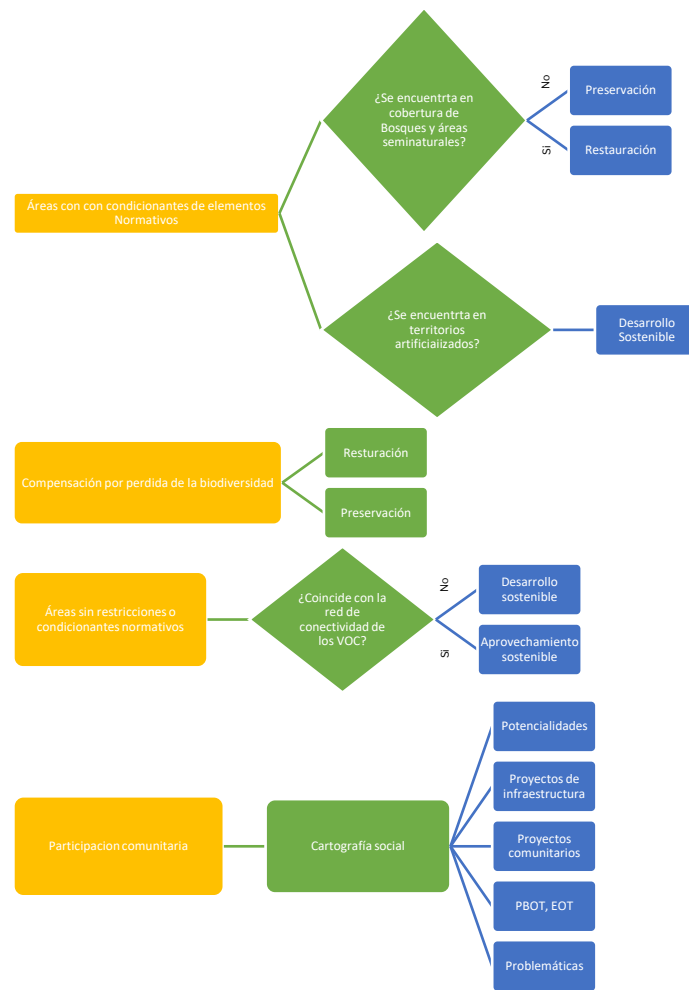 ¿Se encuentrta en
cobertura de
Bosques y áreas
seminaturales?
No
Si
Preservación
Restauración
Áreas con con condicionantes de elementos
Normativos
¿Se encuentrta en
territorios
artificiaiizados?
Desarrollo
Sostenible
Compensación por perdida de la biodiversidad
Resturación
Preservación
Áreas sin restricciones o
condicionantes normativos
¿Coincide con la
red de
conectividad de
los VOC?
No
Si
Desarrollo
sostenible
Aprovechamiento
sostenible
Participacion comunitaria
Cartografía social
Potencialidades
Proyectos de
infraestructura
Proyectos
comunitarios
PBOT, EOT
Problemáticas